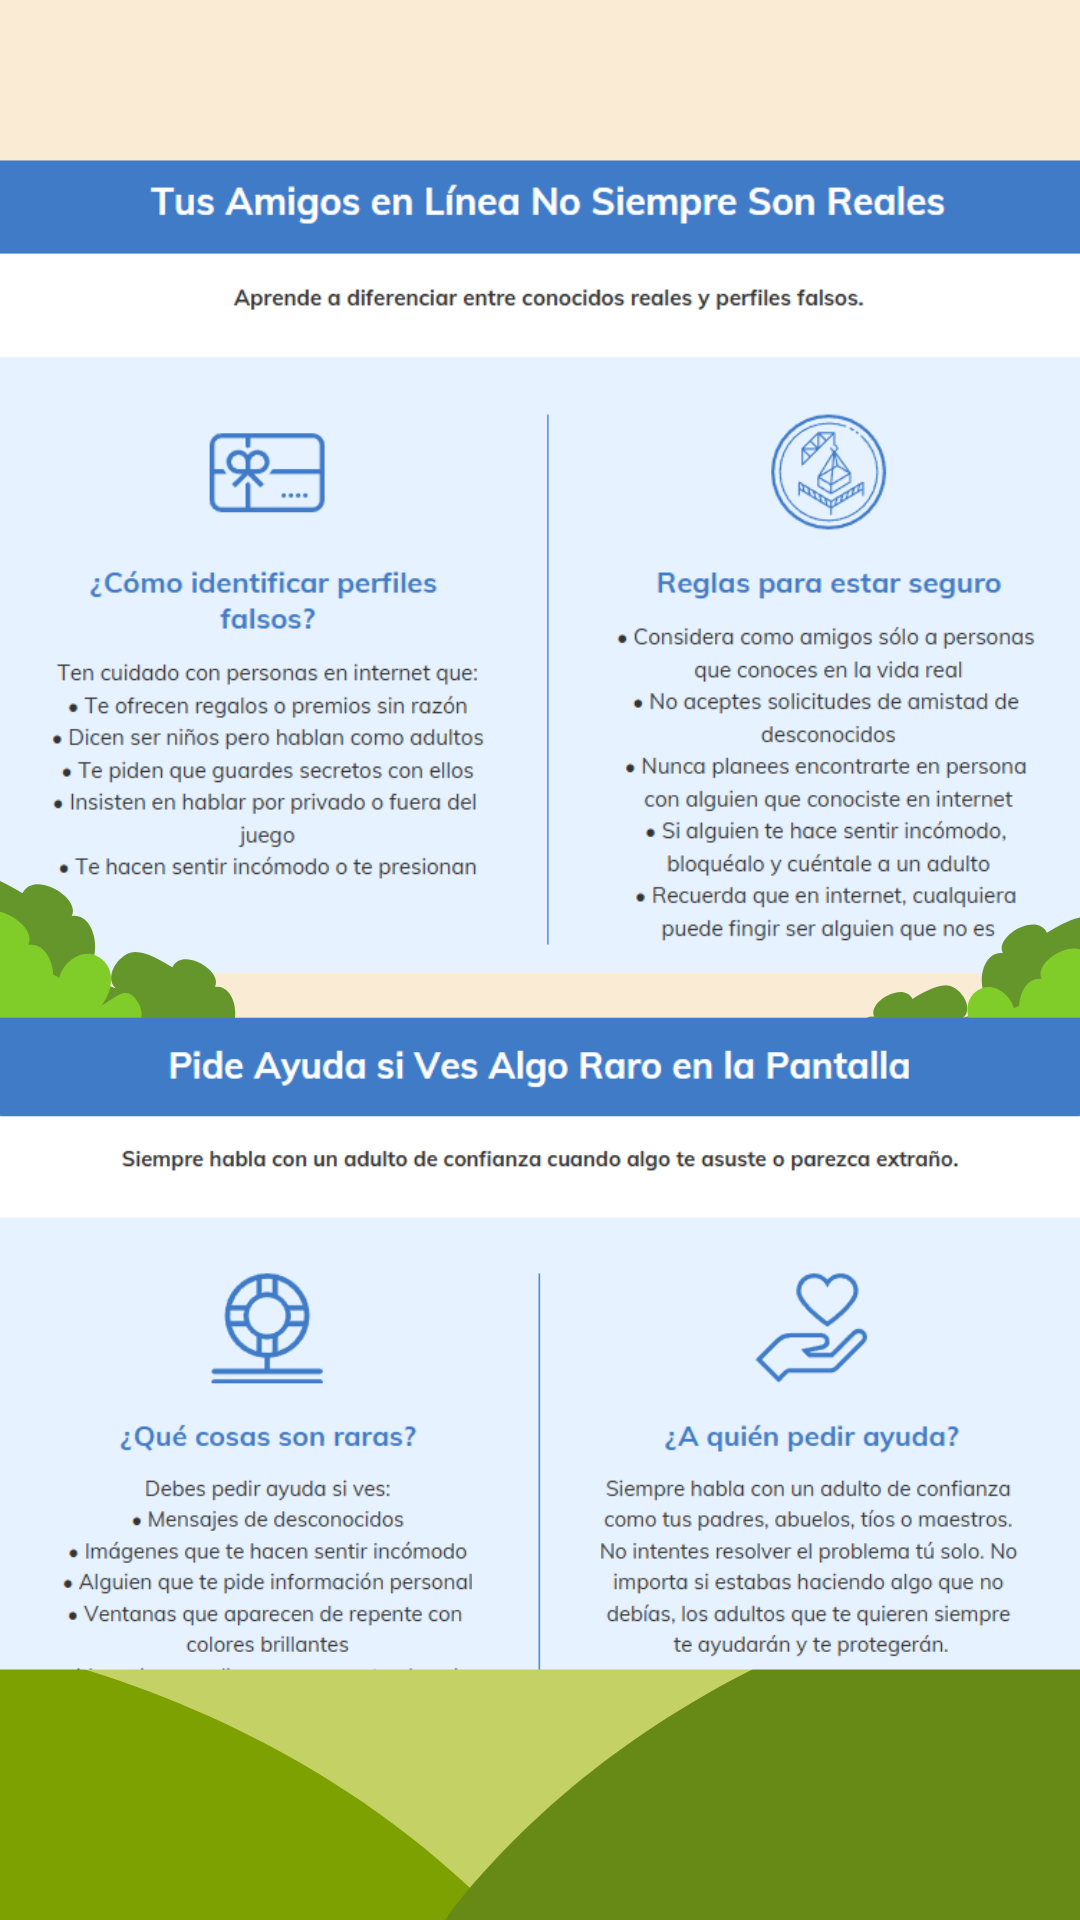 Tus Amigos en Línea No Siempre Son Reales
Aprende a diferenciar entre conocidos reales y perfiles falsos.
¿Cómo identificar perfiles
falsos?
Ten cuidado con personas en internet que:
• Te ofrecen regalos o premios sin razón
• Dicen ser niños pero hablan como adultos
• Te piden que guardes secretos con ellos
• Insisten en hablar por privado o fuera del
juego
• Te hacen sentir incómodo o te presionan
Reglas para estar seguro
• Considera como amigos sólo a personas
que conoces en la vida real
• No aceptes solicitudes de amistad de
desconocidos
• Nunca planees encontrarte en persona
con alguien que conociste en internet
• Si alguien te hace sentir incómodo,
bloquéalo y cuéntale a un adulto
• Recuerda que en internet, cualquiera
puede fingir ser alguien que no es
Pide Ayuda si Ves Algo Raro en la Pantalla
Siempre habla con un adulto de confianza cuando algo te asuste o parezca extraño.
¿Qué cosas son raras?
Debes pedir ayuda si ves:
• Mensajes de desconocidos
• Imágenes que te hacen sentir incómodo
• Alguien que te pide información personal
• Ventanas que aparecen de repente con
colores brillantes
¿A quién pedir ayuda?
Siempre habla con un adulto de confianza
como tus padres, abuelos, tíos o maestros.
No intentes resolver el problema tú solo. No
importa si estabas haciendo algo que no
debías, los adultos que te quieren siempre
te ayudarán y te protegerán.